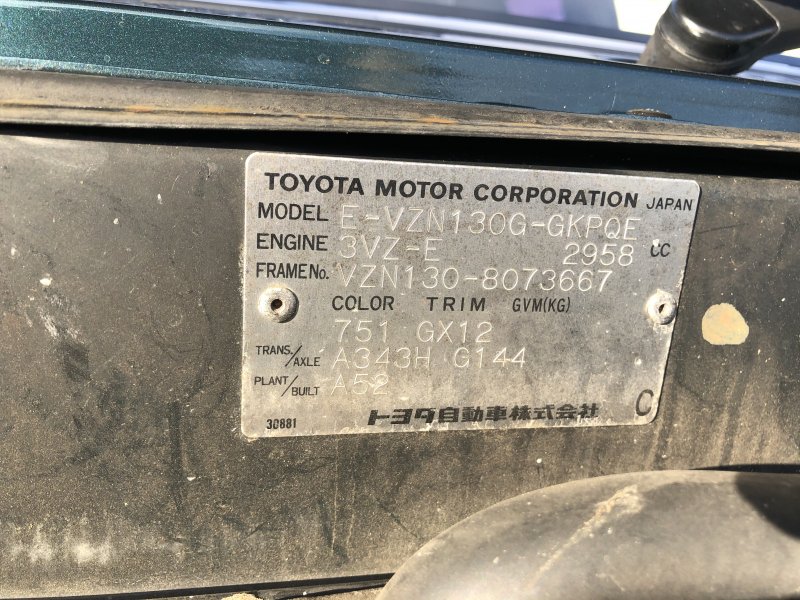 TOYOTA MOTOR CORPORATION JAPAN
MODEL E-VZN130G-GKPQE
ENGINE 3VZ-E 2958 CC
FRAME No. VZN130-8073667
COLOR TRIM GVM(KG)
751 GX12
TRANS./AXLE A343H G144
PLANT/BUILT A52
30881 トヨタ自動車株式会社 C